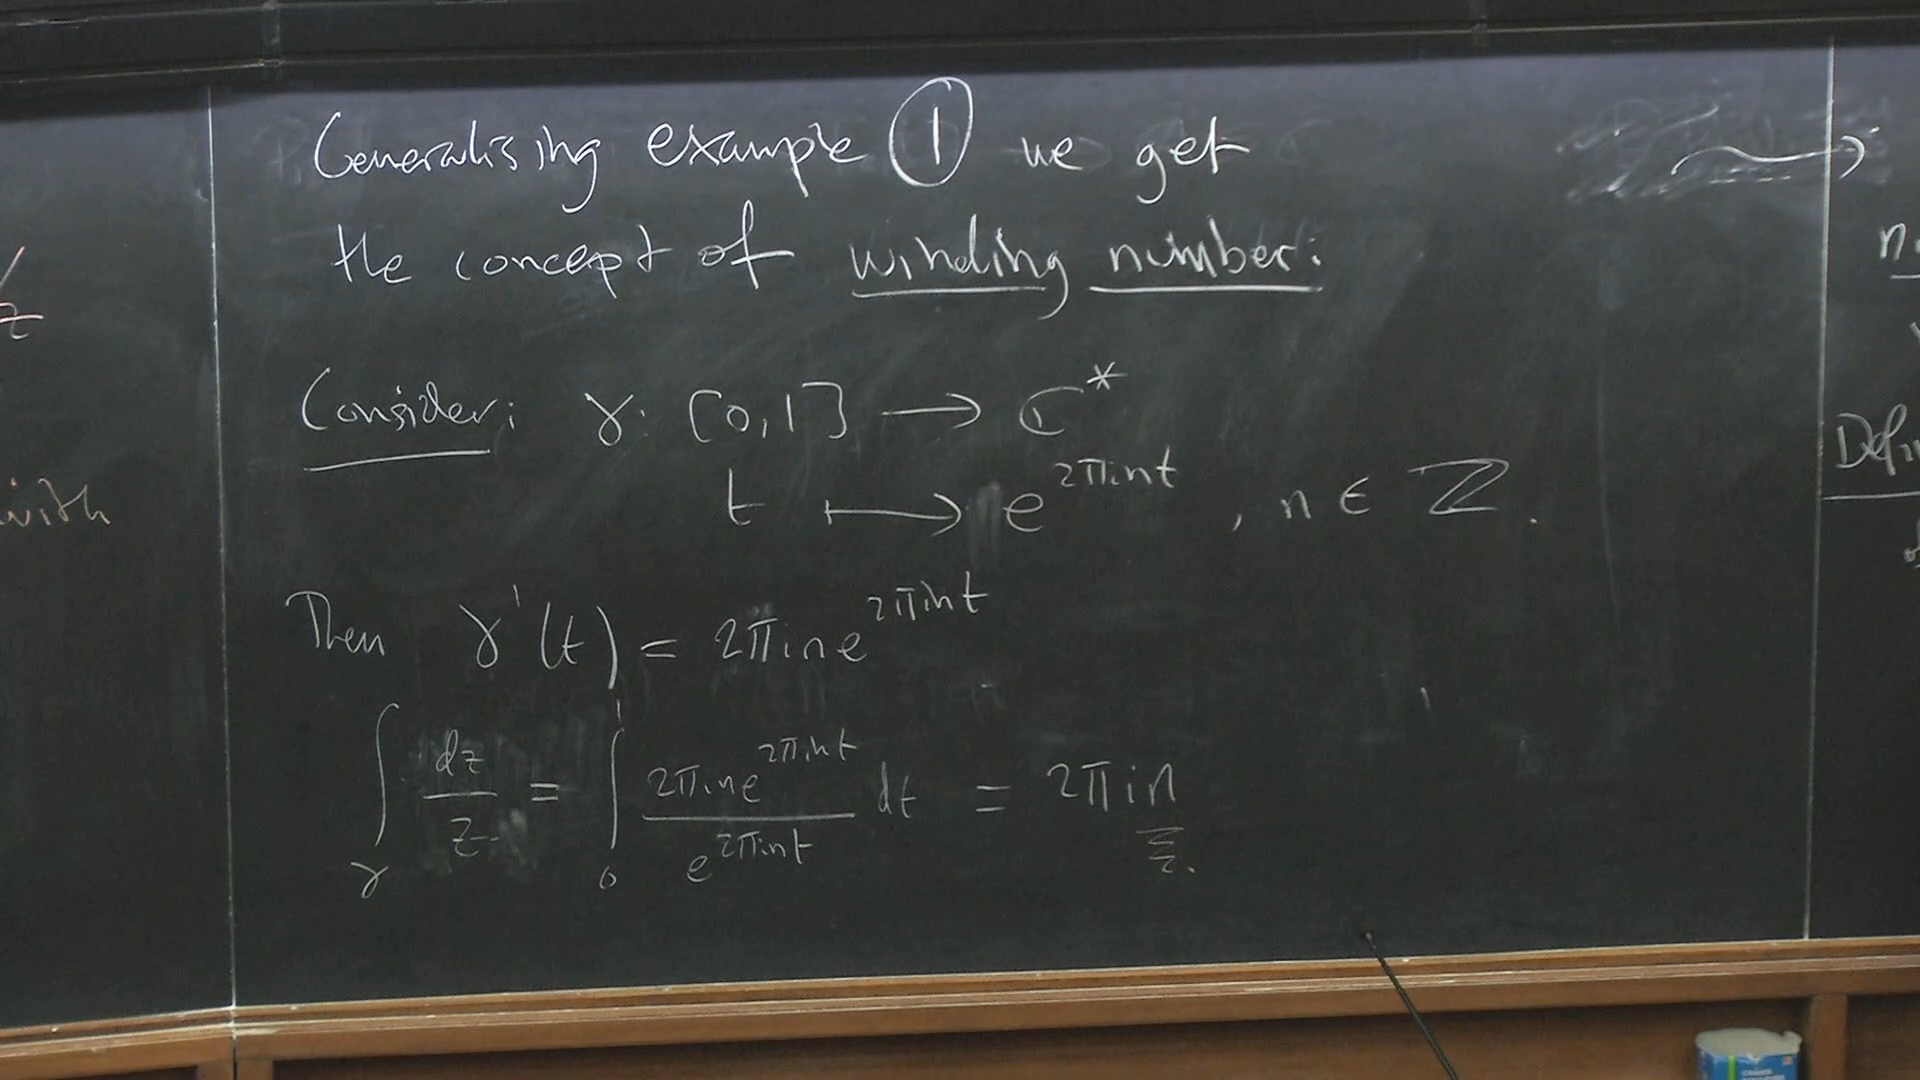 Generalising example ① we get
the concept of winding number:
Consider: γ: [0,1] → ℂ*
t ↦ e^{2πint}, n ∈ ℤ.
Then γ'(t) = 2πine^{2πint}
∫_γ dz/z = ∫_0^1 2πine^{2πint}/e^{2πint} dt = 2πin
with